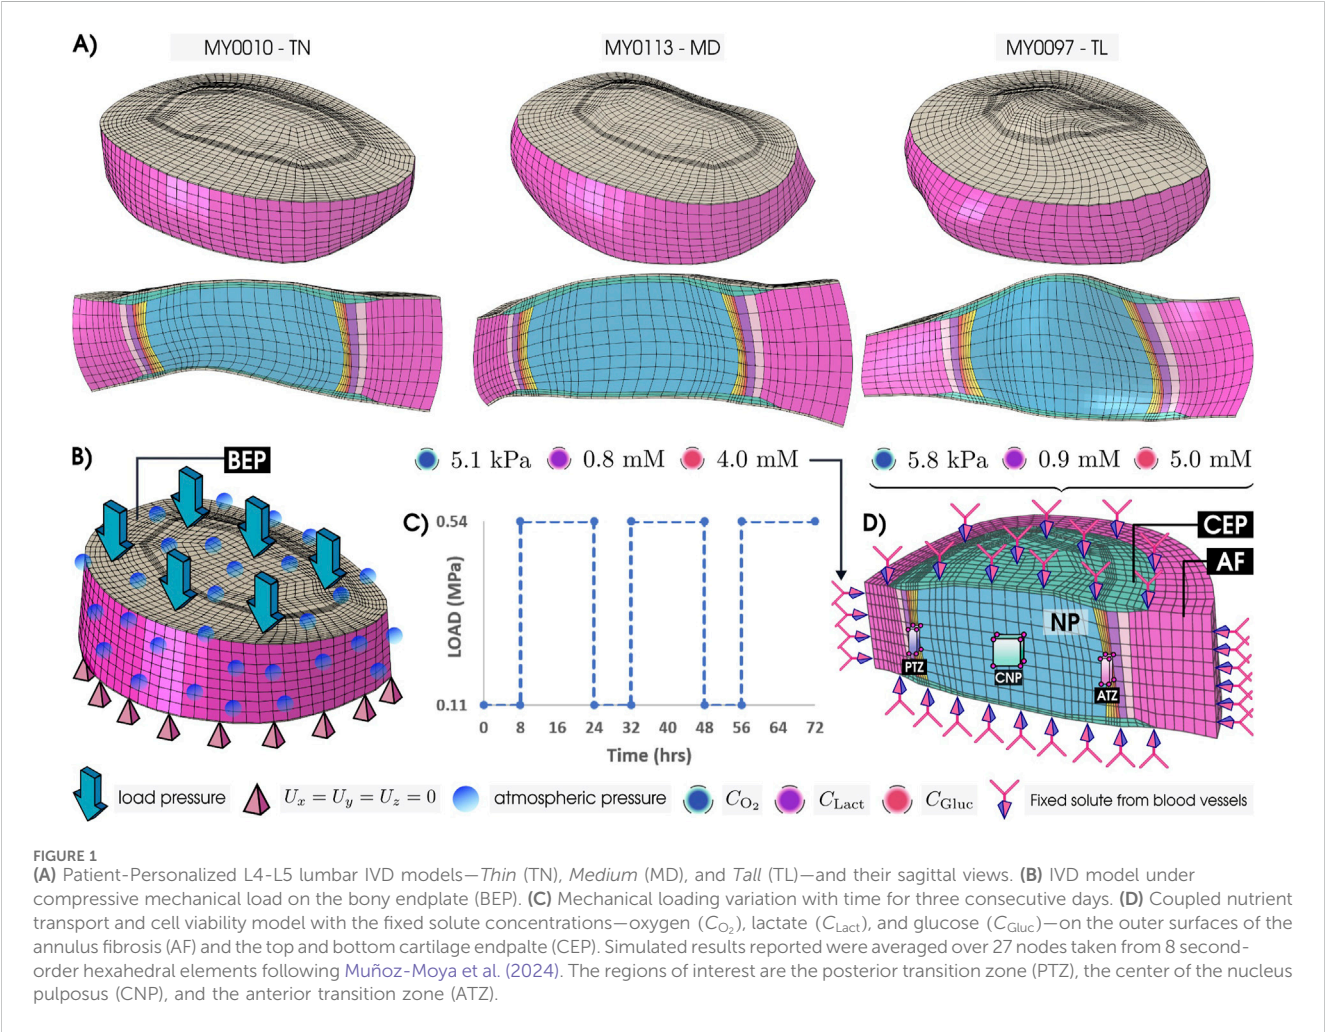 A)
MY0010 - TN
MY0113 - MD
MY0097 - TL
B)
BEP
5.1 kPa 0.8 mM 4.0 mM
5.8 kPa 0.9 mM 5.0 mM
C)
0.54
LOAD (MPa)
0.11
0 8 16 24 32 40 48 56 64 72
Time (hrs)
D)
CEP
AF
NP
PTZ
CNP
ATZ
load pressure
U_x = U_y = U_z = 0
atmospheric pressure
C_O₂
C_Lact
C_Gluc
Fixed solute from blood vessels
FIGURE 1
(A) Patient-Personalized L4-L5 lumbar IVD models—Thin (TN), Medium (MD), and Tall (TL)—and their sagittal views. (B) IVD model under
compressive mechanical load on the bony endplate (BEP). (C) Mechanical loading variation with time for three consecutive days. (D) Coupled nutrient
transport and cell viability model with the fixed solute concentrations—oxygen (C_O₂), lactate (C_Lact), and glucose (C_Gluc)—on the outer surfaces of the
annulus fibrosis (AF) and the top and bottom cartilage endpalte (CEP). Simulated results reported were averaged over 27 nodes taken from 8 second-
order hexahedral elements following Muñoz-Moya et al. (2024). The regions of interest are the posterior transition zone (PTZ), the center of the nucleus
pulposus (CNP), and the anterior transition zone (ATZ).